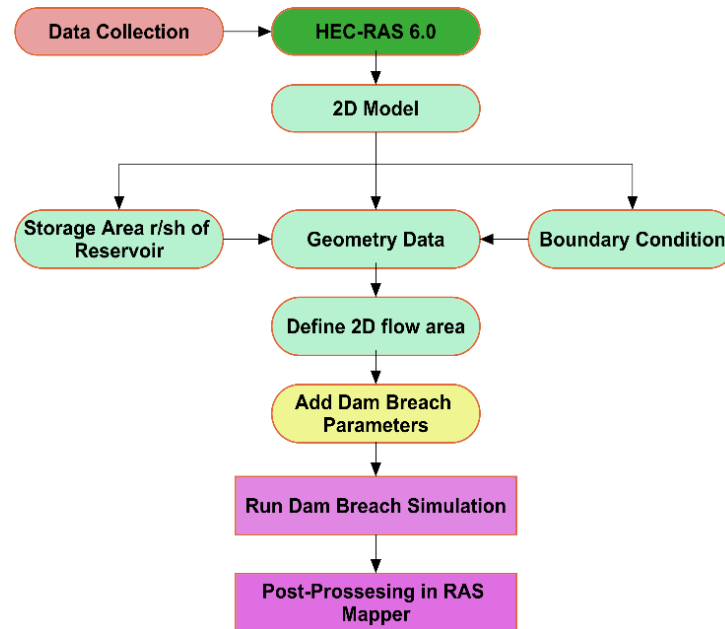 Data Collection
HEC-RAS 6.0
2D Model
Storage Area r/sh of
Reservoir
Geometry Data
Boundary Condition
Define 2D flow area
Add Dam Breach
Parameters
Run Dam Breach Simulation
Post-Prossesing in RAS
Mapper